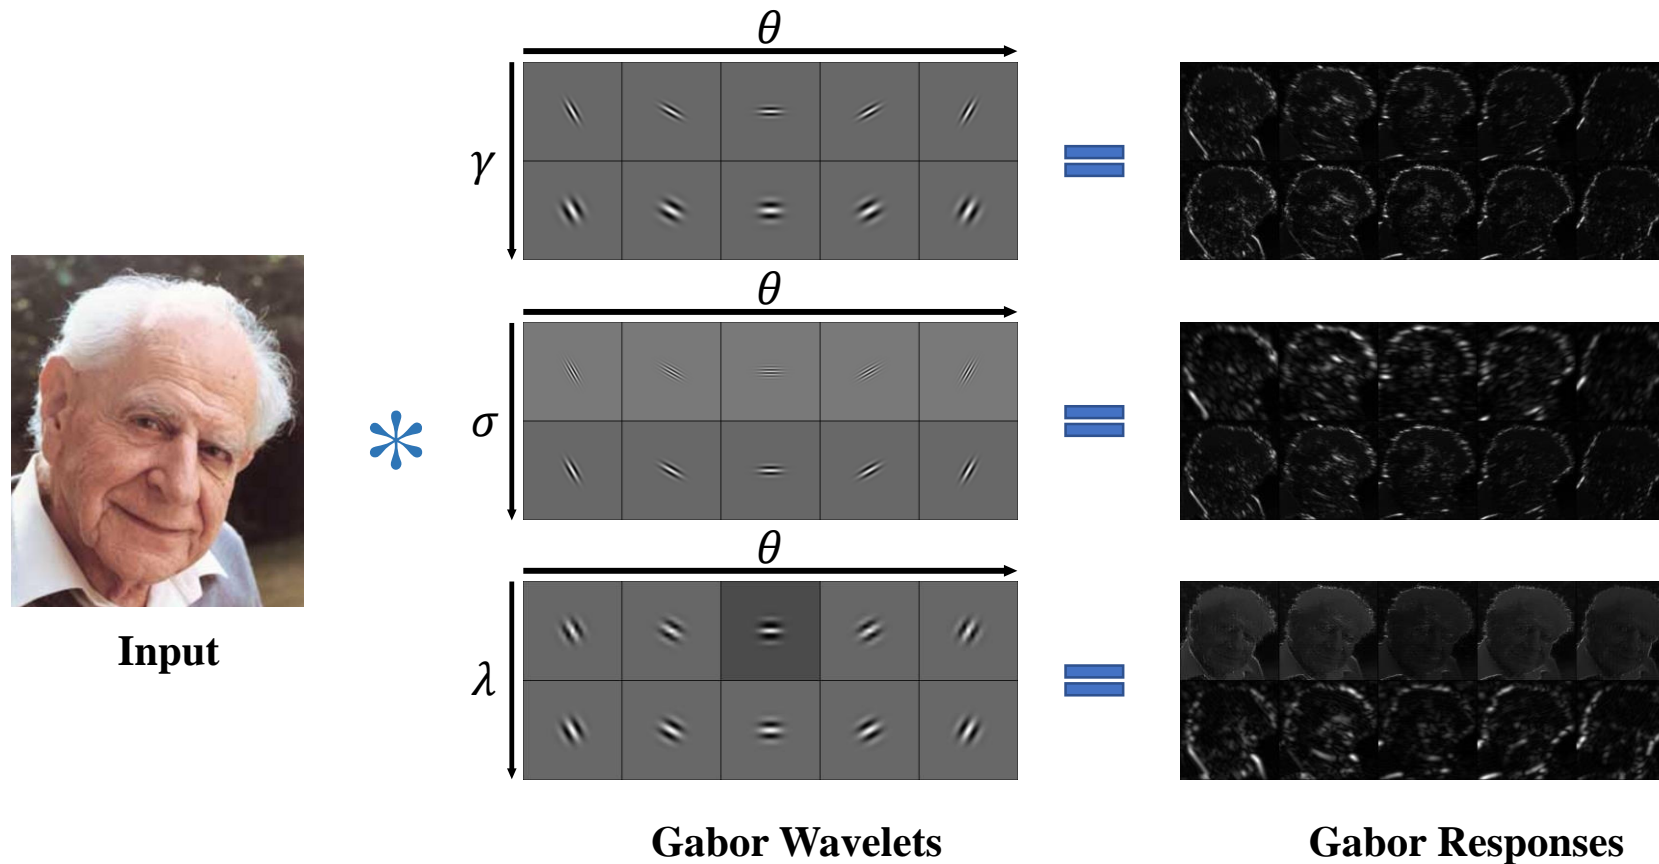 θ
γ
θ
σ
*
θ
λ
Input
Gabor Wavelets
Gabor Responses